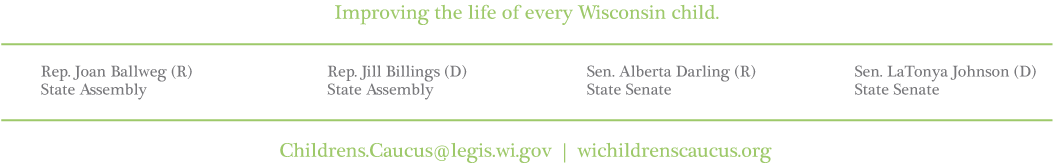 Improving the life of every Wisconsin child.
Rep. Joan Ballweg (R)
State Assembly
Rep. Jill Billings (D)
State Assembly
Sen. Alberta Darling (R)
State Senate
Sen. LaTonya Johnson (D)
State Senate
Childrens.Caucus@legis.wi.gov | wichildrenscaucus.org